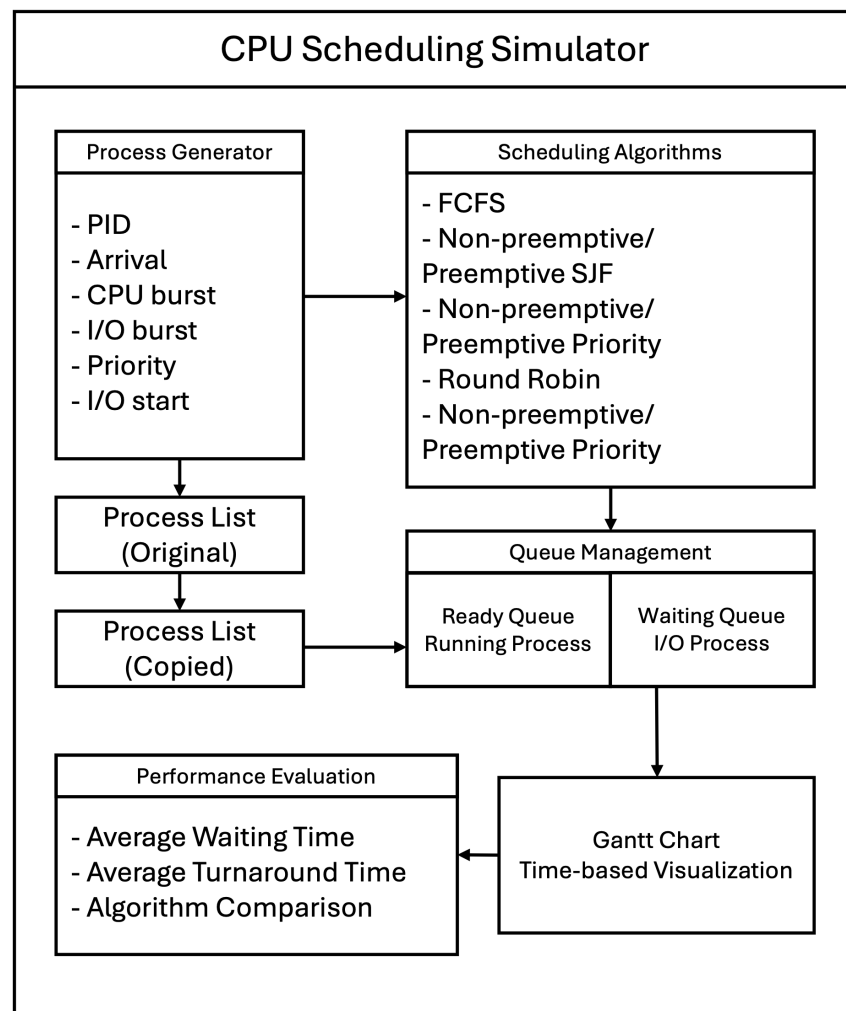 CPU Scheduling Simulator
Process Generator
- PID
- Arrival
- CPU burst
- I/O burst
- Priority
- I/O start
Scheduling Algorithms
- FCFS
- Non-preemptive/
Preemptive SJF
- Non-preemptive/
Preemptive Priority
- Round Robin
- Non-preemptive/
Preemptive Priority
Process List
(Original)
Process List
(Copied)
Queue Management
Ready Queue
Running Process
Waiting Queue
I/O Process
Gantt Chart
Time-based Visualization
Performance Evaluation
- Average Waiting Time
- Average Turnaround Time
- Algorithm Comparison